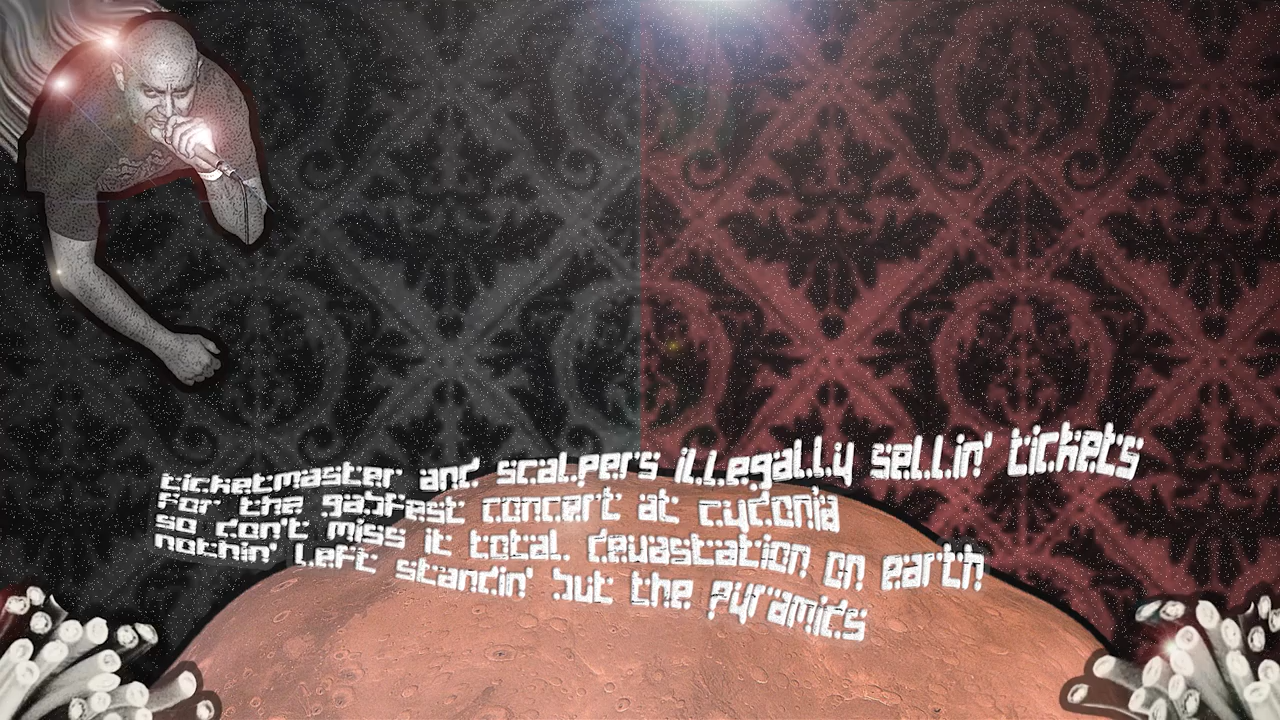 ticketmaster and scalpers illegally sellin' tickets
for the gabfest concert at cydonia
so don't miss it total devastation on earth
nothin' left standin' but the pyramids